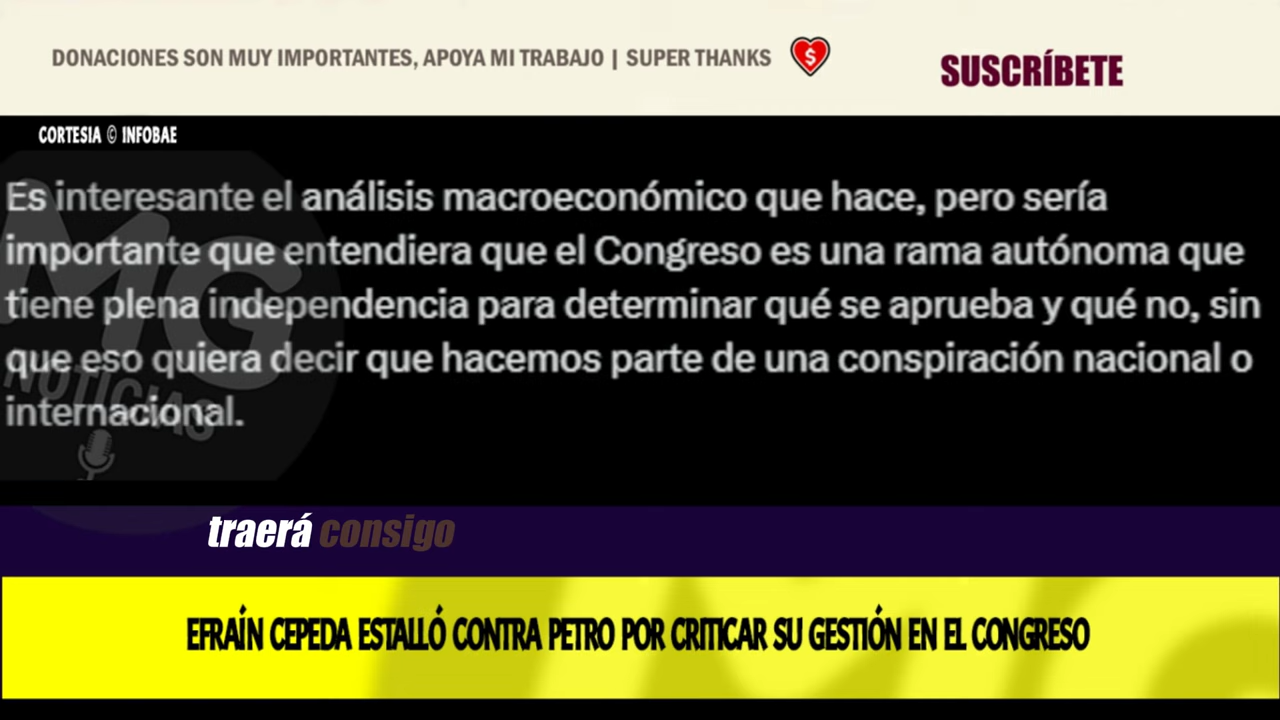 DONACIONES SON MUY IMPORTANTES, APOYA MI TRABAJO | SUPER THANKS $
SUSCRÍBETE
CORTESIA © INFOBAE
Es interesante el análisis macroeconómico que hace, pero sería
importante que entendiera que el Congreso es una rama autónoma que
tiene plena independencia para determinar qué se aprueba y qué no, sin
que eso quiera decir que hacemos parte de una conspiración nacional o
internacional.
MG
NOTICIAS
traerá consigo
EFRAÍN CEPEDA ESTALLÓ CONTRA PETRO POR CRITICAR SU GESTIÓN EN EL CONGRESO